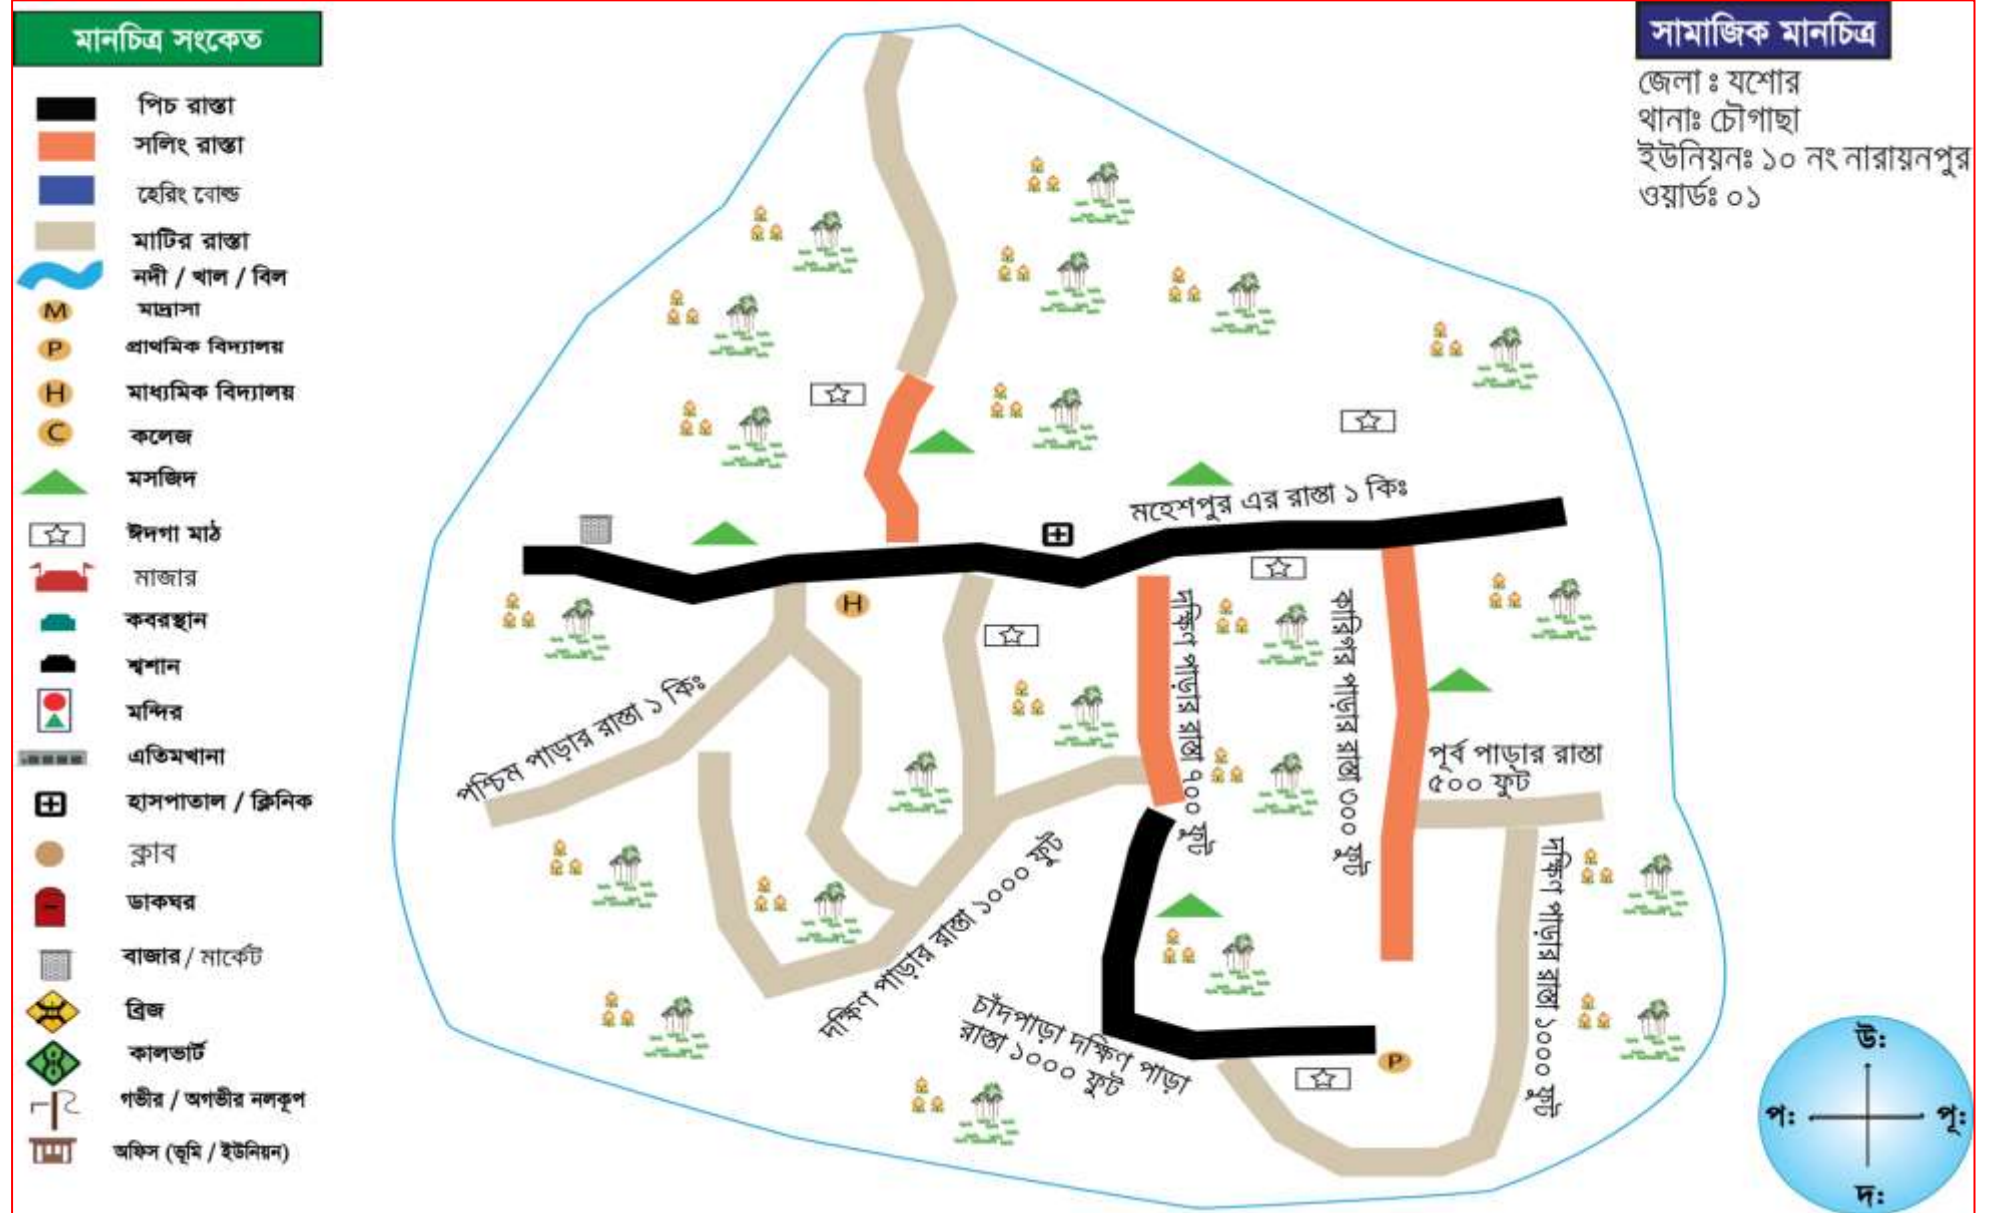 মানচিত্র সংকেত
পিচ রাস্তা
সলিং রাস্তা
হেরিং বোল্ড
মাটির রাস্তা
নদী / খাল / বিল
M
মাদ্রাসা
P
প্রাথমিক বিদ্যালয়
H
মাধ্যমিক বিদ্যালয়
C
কলেজ
মসজিদ
ঈদগা মাঠ
মাজার
কবরস্থান
শ্বশান
মন্দির
এতিমখানা
হাসপাতাল / ক্লিনিক
ক্লাব
ডাকঘর
বাজার / মার্কেট
ব্রিজ
কালভার্ট
গভীর / অগভীর নলকূপ
অফিস (ভূমি / ইউনিয়ন)
সামাজিক মানচিত্র
জেলা ঃ যশোর
থানাঃ চৌগাছা
ইউনিয়নঃ ১০ নং নারায়নপুর
ওয়ার্ডঃ ০১
মহেশপুর এর রাস্তা ১ কিঃ
H
পশ্চিম পাড়ার রাস্তা ১ কিঃ
দক্ষিণ পাড়ার রাস্তা ৭০০ ফুট
কারিগর পাড়ার রাস্তা ৩০০ ফুট
পূর্ব পাড়ার রাস্তা
৫০০ ফুট
দক্ষিণ পাড়ার রাস্তা ১০০০ ফুট
দক্ষিণ পাড়ার রাস্তা ১০০০ ফুট
চাঁদপাড়া দক্ষিণ পাড়া
রাস্তা ১০০০ ফুট
P
উ:
প:
পূ:
দ: